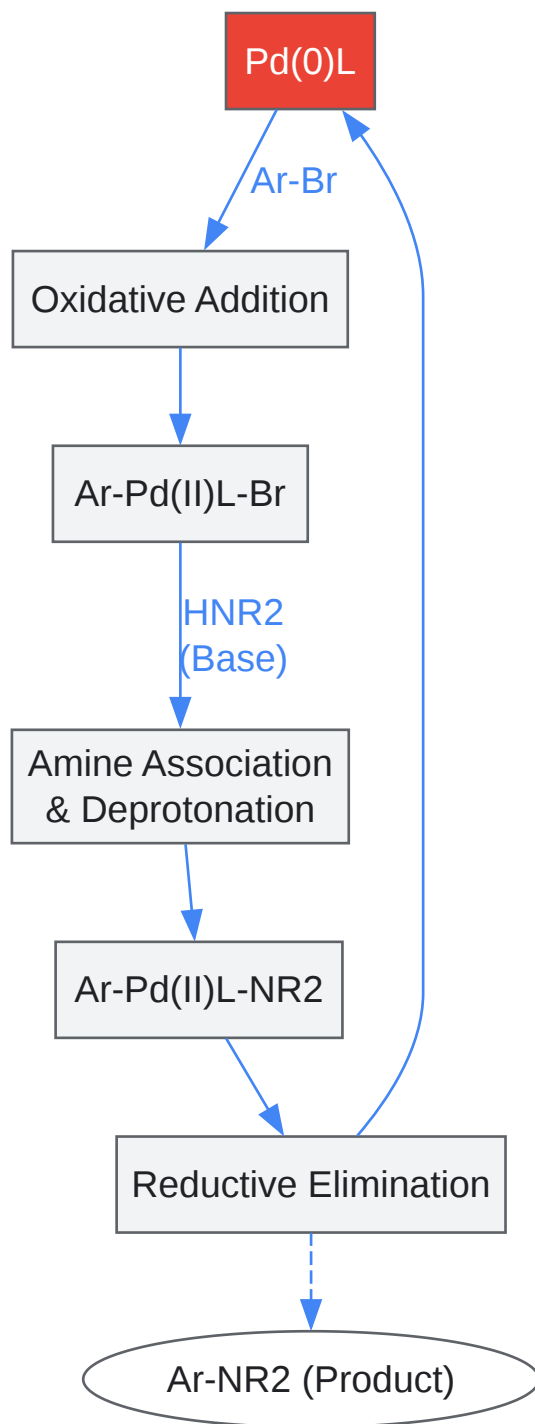 Pd(0)L
Ar-Br
Oxidative Addition
Ar-Pd(II)L-Br
HNR2
(Base)
Amine Association
& Deprotonation
Ar-Pd(II)L-NR2
Reductive Elimination
Ar-NR2 (Product)